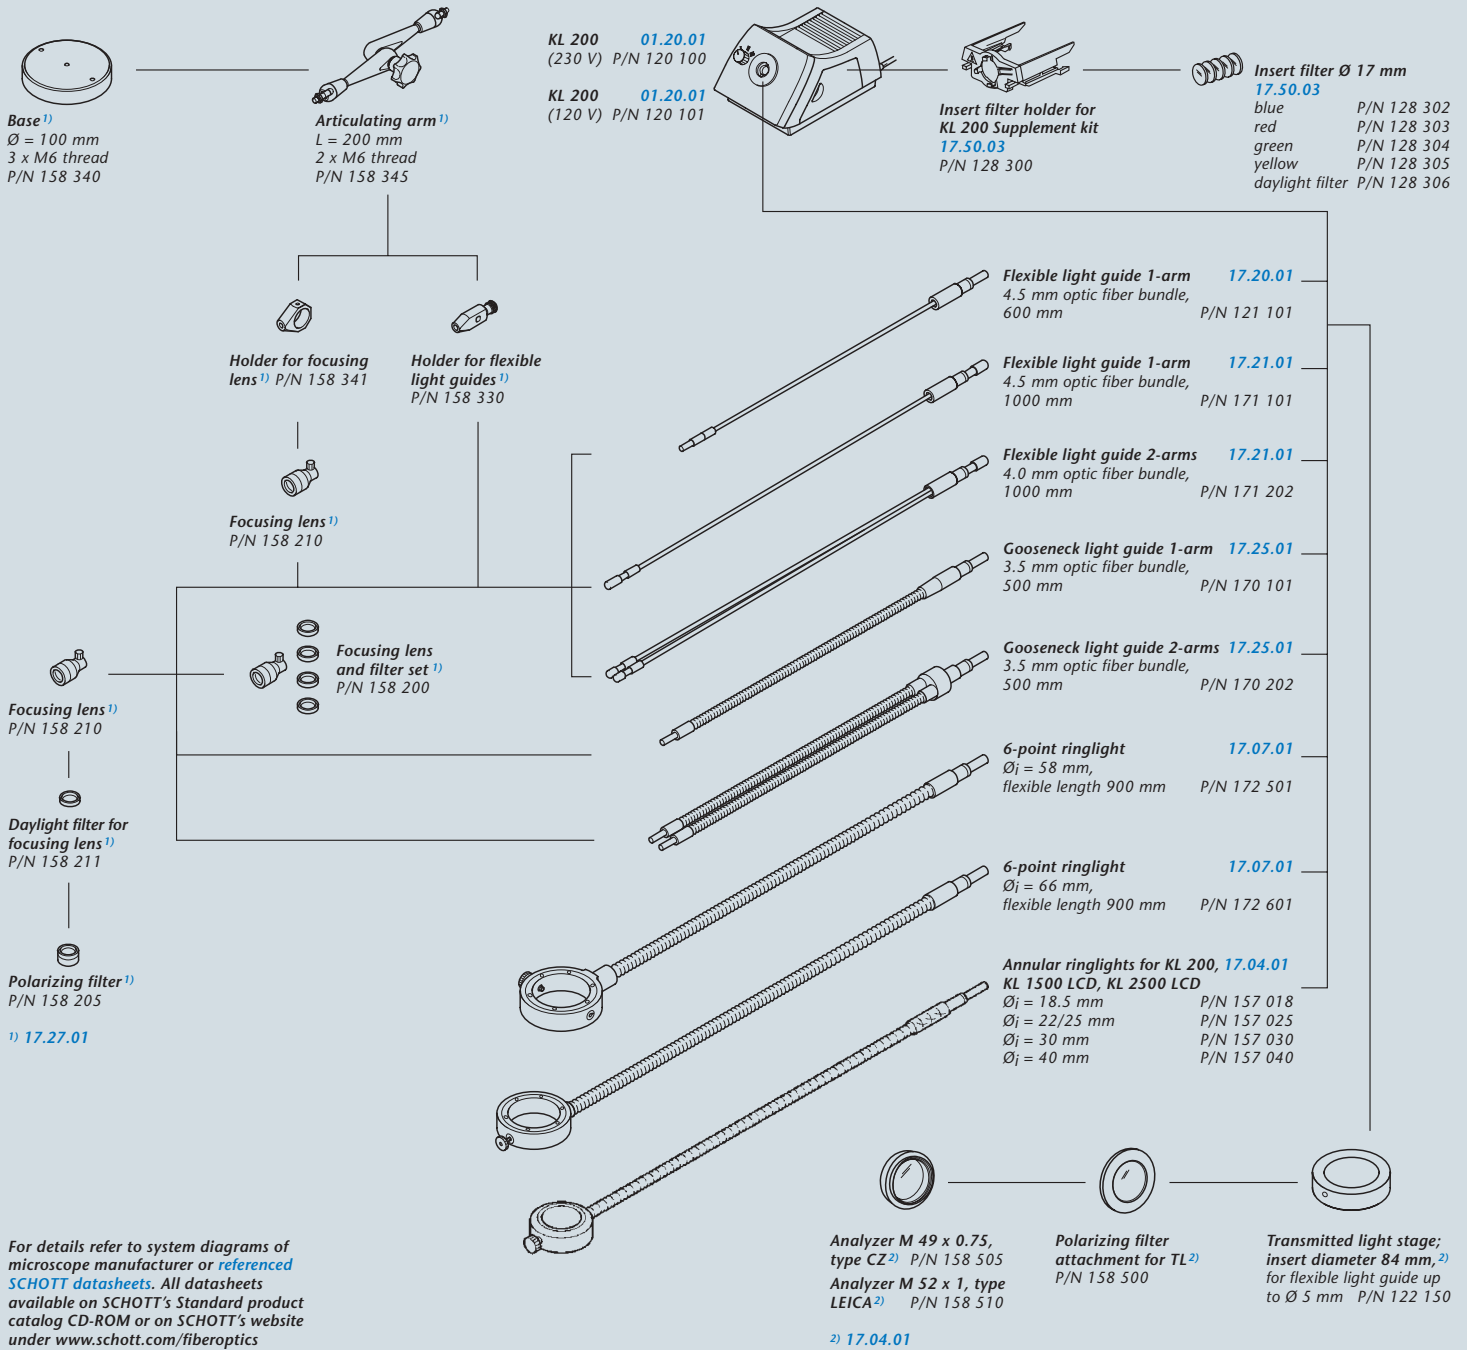 Base 1)
Ø = 100 mm
3 x M6 thread
P/N 158 340
Articulating arm 1)
L = 200 mm
2 x M6 thread
P/N 158 345
KL 200 01.20.01
(230 V) P/N 120 100
KL 200 01.20.01
(120 V) P/N 120 101
Insert filter holder for
KL 200 Supplement kit
17.50.03
P/N 128 300
Insert filter Ø 17 mm
17.50.03
blue P/N 128 302
red P/N 128 303
green P/N 128 304
yellow P/N 128 305
daylight filter P/N 128 306
Holder for focusing
lens 1) P/N 158 341
Holder for flexible
light guides 1)
P/N 158 330
Focusing lens 1)
P/N 158 210
Focusing lens
and filter set 1)
P/N 158 200
Focusing lens 1)
P/N 158 210
Daylight filter for
focusing lens 1)
P/N 158 211
Polarizing filter 1)
P/N 158 205
1) 17.27.01
Flexible light guide 1-arm 17.20.01
4.5 mm optic fiber bundle,
600 mm P/N 121 101
Flexible light guide 1-arm 17.21.01
4.5 mm optic fiber bundle,
1000 mm P/N 171 101
Flexible light guide 2-arms 17.21.01
4.0 mm optic fiber bundle,
1000 mm P/N 171 202
Gooseneck light guide 1-arm 17.25.01
3.5 mm optic fiber bundle,
500 mm P/N 170 101
Gooseneck light guide 2-arms 17.25.01
3.5 mm optic fiber bundle,
500 mm P/N 170 202
6-point ringlight 17.07.01
Øi = 58 mm,
flexible length 900 mm P/N 172 501
6-point ringlight 17.07.01
Øi = 66 mm,
flexible length 900 mm P/N 172 601
Annular ringlights for KL 200, 17.04.01
KL 1500 LCD, KL 2500 LCD
Øi = 18.5 mm P/N 157 018
Øi = 22/25 mm P/N 157 025
Øi = 30 mm P/N 157 030
Øi = 40 mm P/N 157 040
For details refer to system diagrams of
microscope manufacturer or referenced
SCHOTT datasheets. All datasheets
available on SCHOTT's Standard product
catalog CD-ROM or on SCHOTT's website
under www.schott.com/fiberoptics
Analyzer M 49 x 0.75,
type CZ 2) P/N 158 505
Analyzer M 52 x 1, type
LEICA 2) P/N 158 510
2) 17.04.01
Polarizing filter
attachment for TL 2)
P/N 158 500
Transmitted light stage;
insert diameter 84 mm, 2)
for flexible light guide up
to Ø 5 mm P/N 122 150